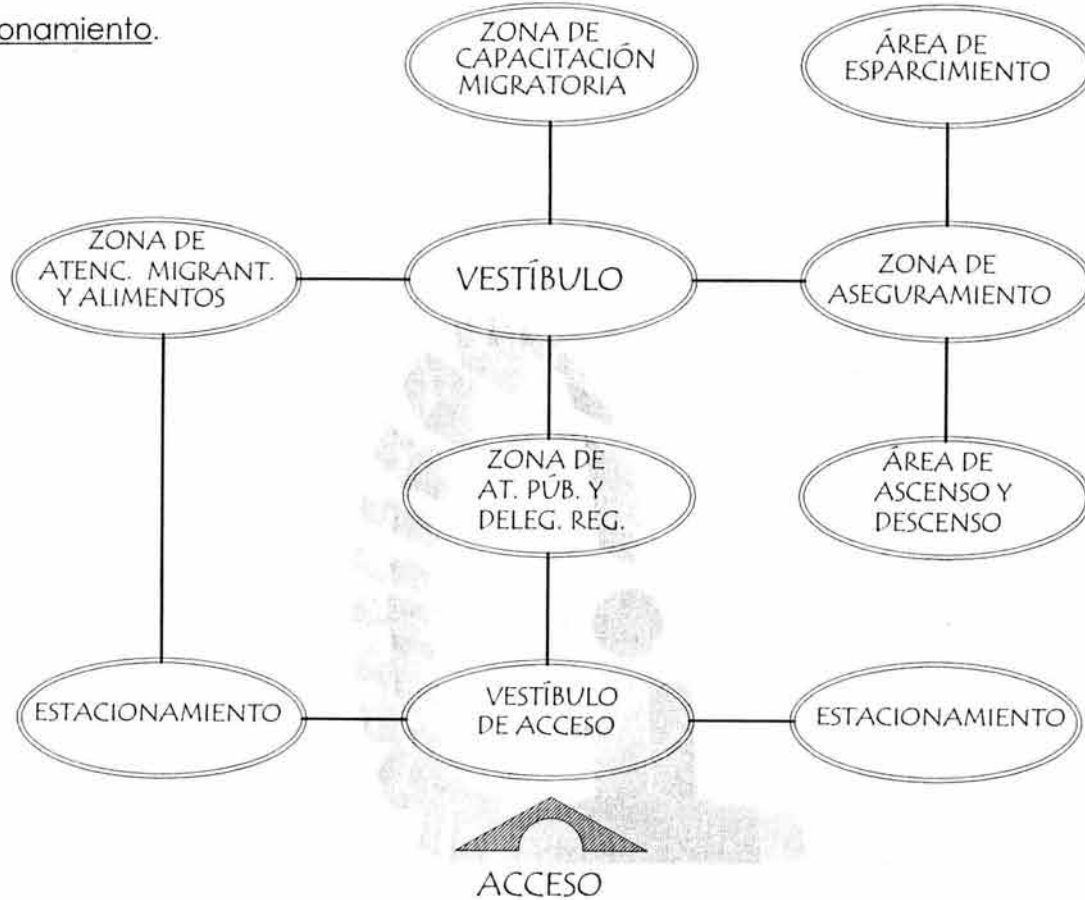 onamiento.
ZONA DE
CAPACITACIÓN
MIGRATORIA
ÁREA DE
ESPARCIMIENTO
ZONA DE
ATENC. MIGRANT.
Y ALIMENTOS
VESTÍBULO
ZONA DE
ASEGURAMIENTO
ZONA DE
AT. PÚB. Y
DELEG. REG.
ÁREA DE
ASCENSO Y
DESCENSO
ESTACIONAMIENTO
VESTÍBULO
DE ACCESO
ESTACIONAMIENTO
ACCESO